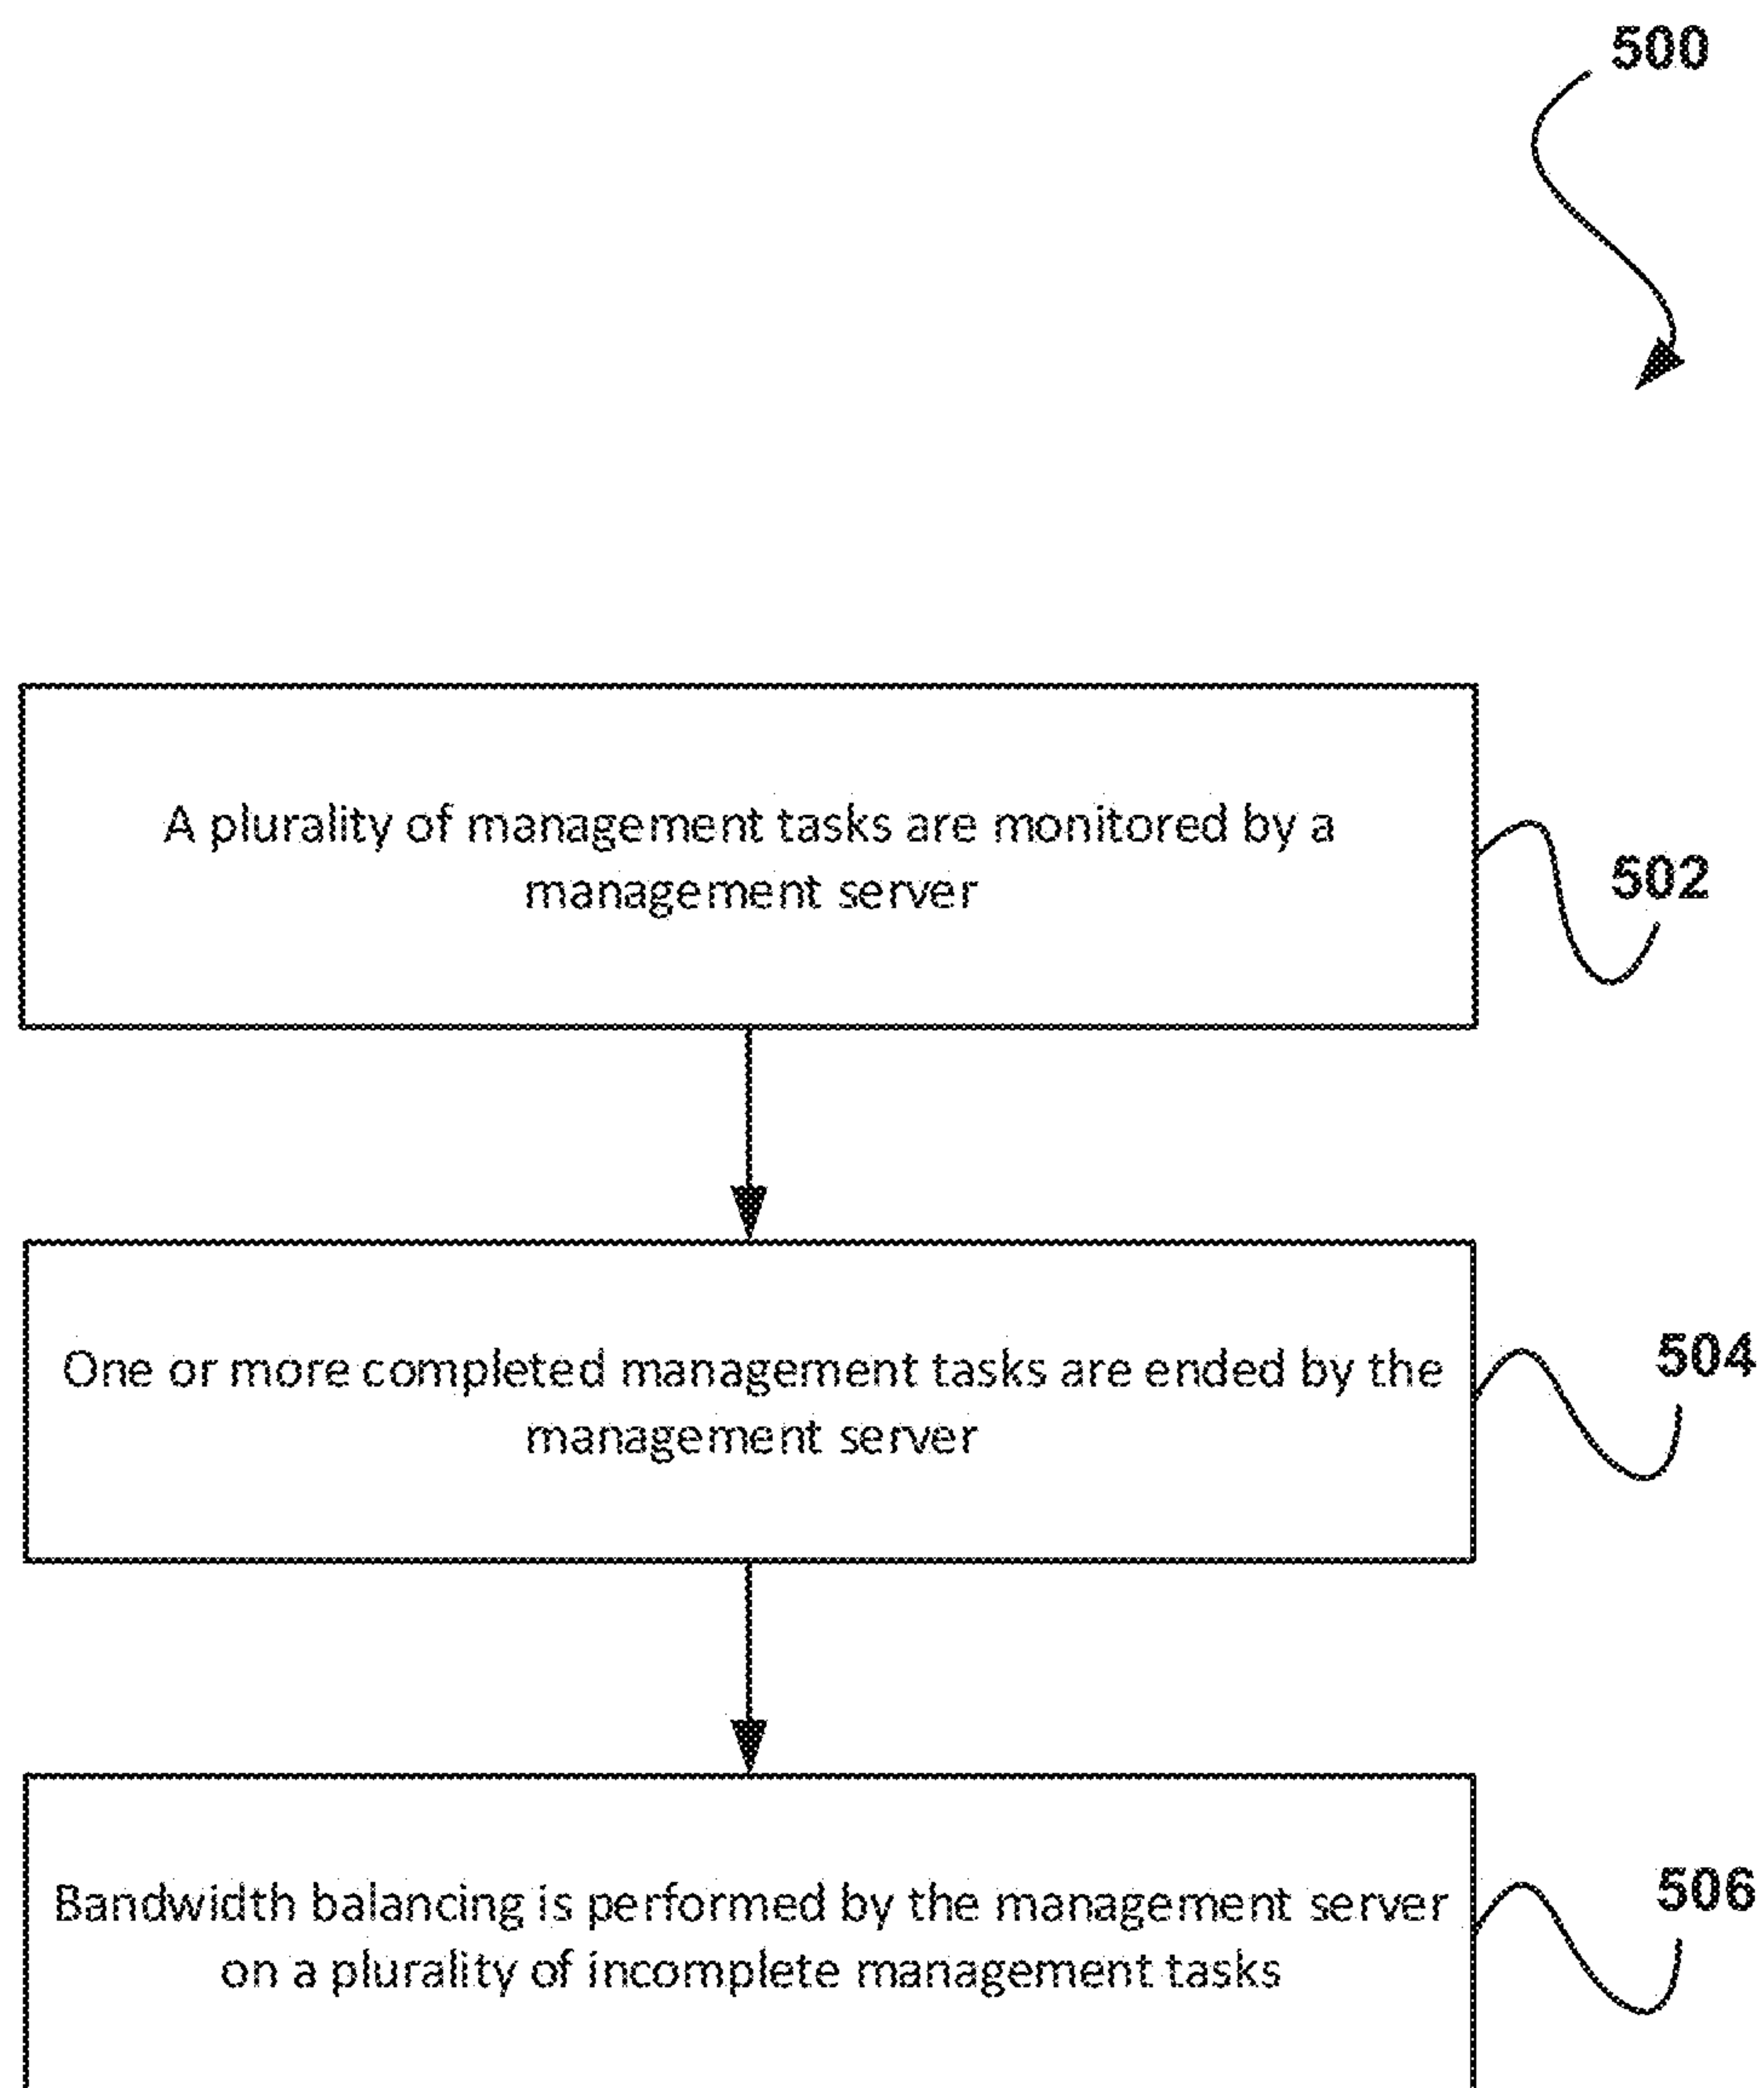 500
A plurality of management tasks are monitored by a
management server
502
One or more completed management tasks are ended by the
management server
504
Bandwidth balancing is performed by the management server
on a plurality of incomplete management tasks
506